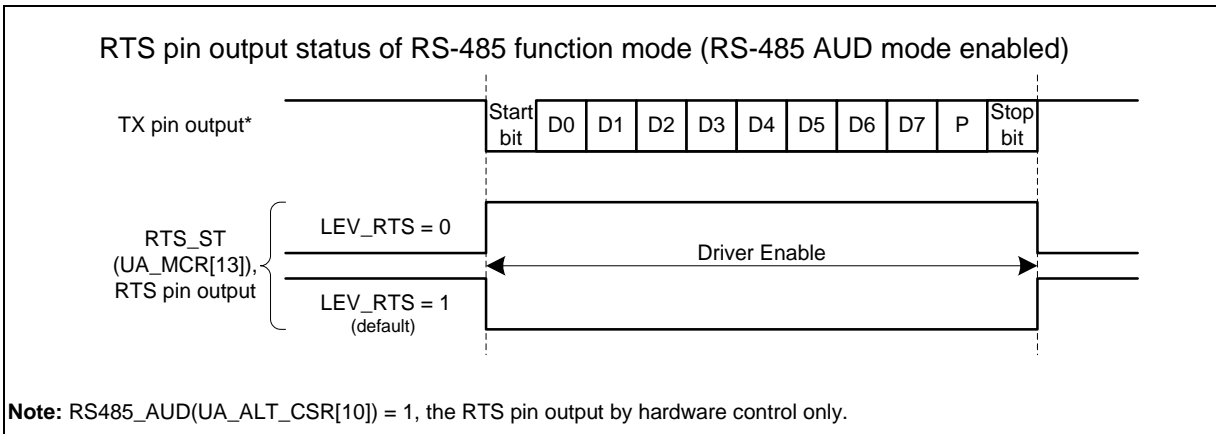 RTS pin output status of RS-485 function mode (RS-485 AUD mode enabled)
TX pin output*
Start
bit
D0
D1
D2
D3
D4
D5
D6
D7
P
Stop
bit
RTS_ST
(UA_MCR[13]),
RTS pin output
LEV_RTS = 0
Driver Enable
LEV_RTS = 1
(default)
Note: RS485_AUD(UA_ALT_CSR[10]) = 1, the RTS pin output by hardware control only.